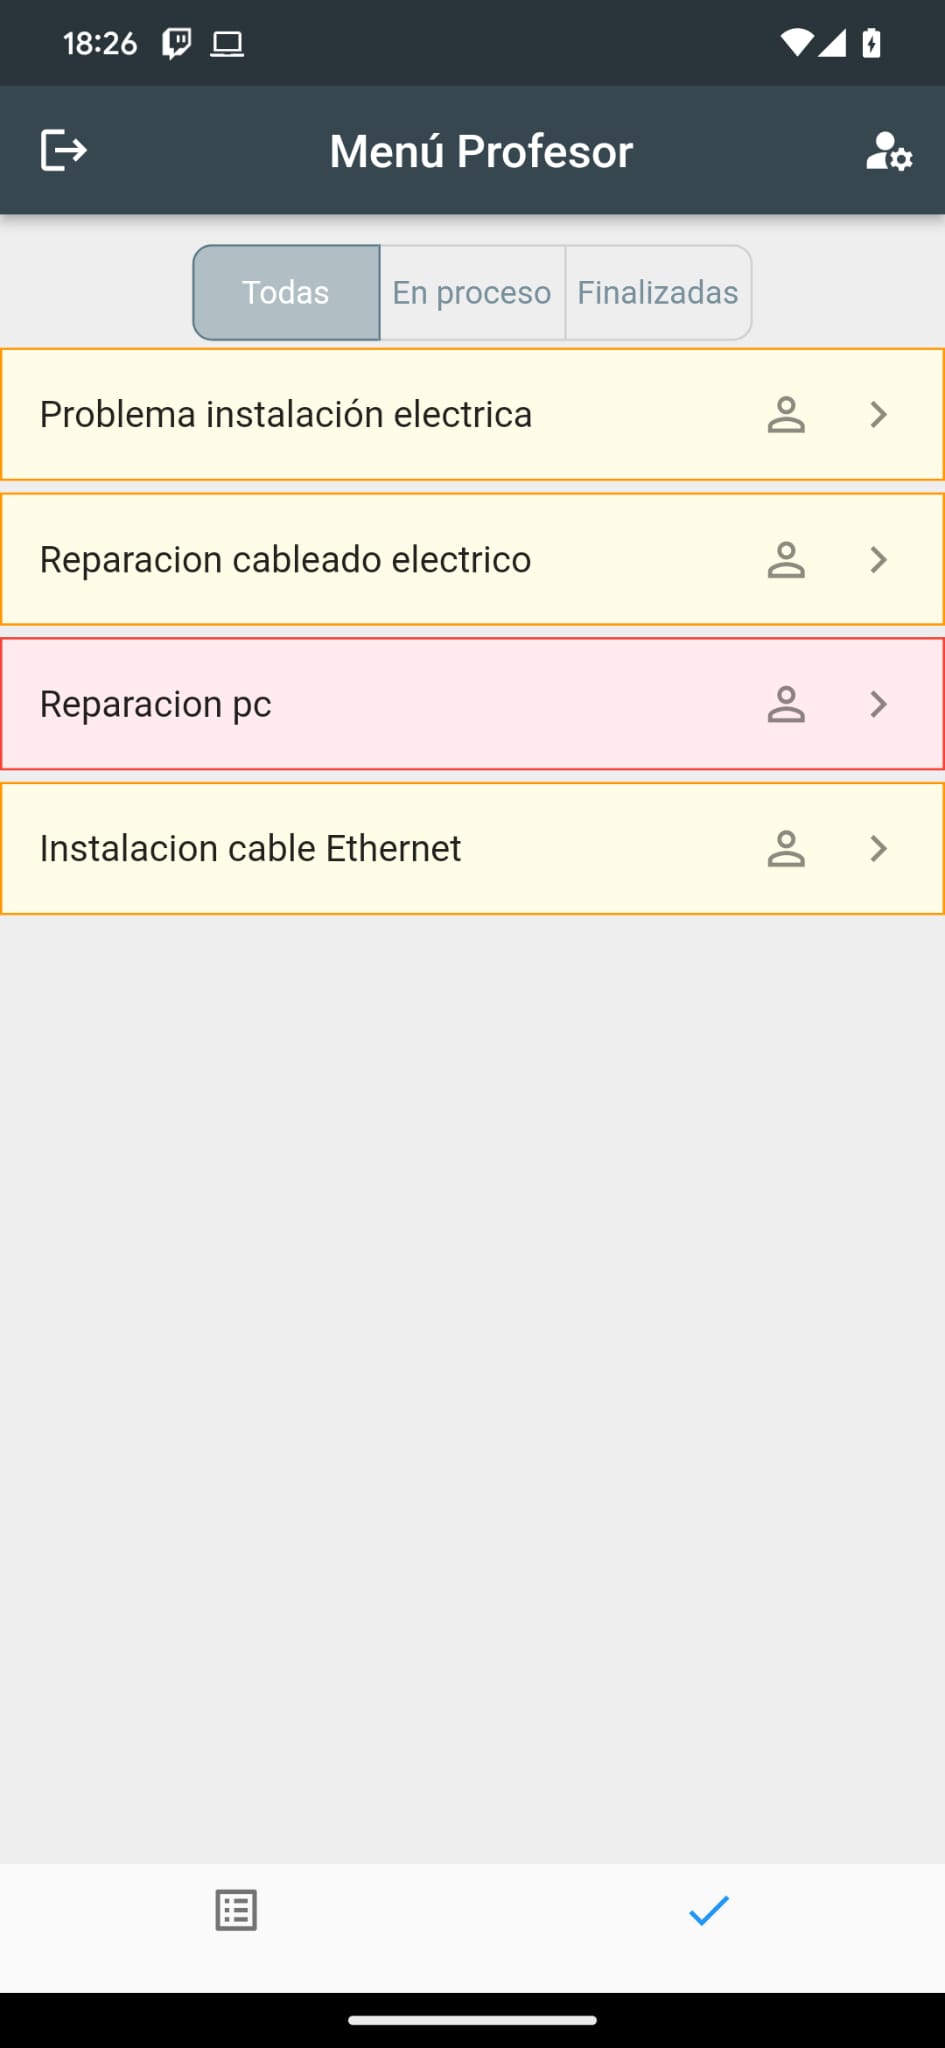 18:26
Menú Profesor
Todas En proceso Finalizadas
Problema instalación electrica
Reparacion cableado electrico
Reparacion pc
Instalacion cable Ethernet